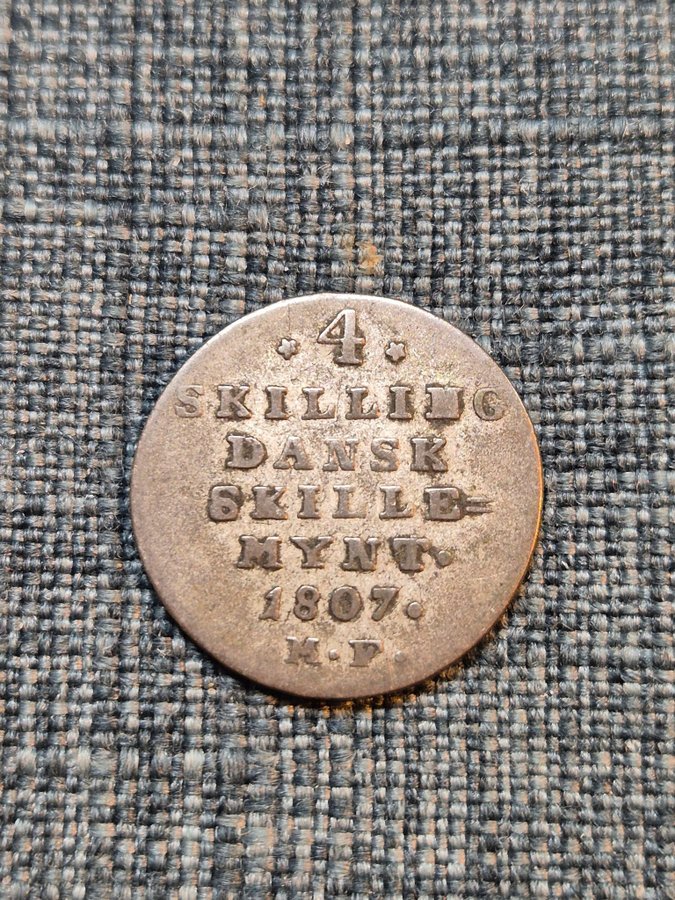 * 4 *
SKILLING
DANSK
SKILLE=
MYNT.
1807.
M.F.